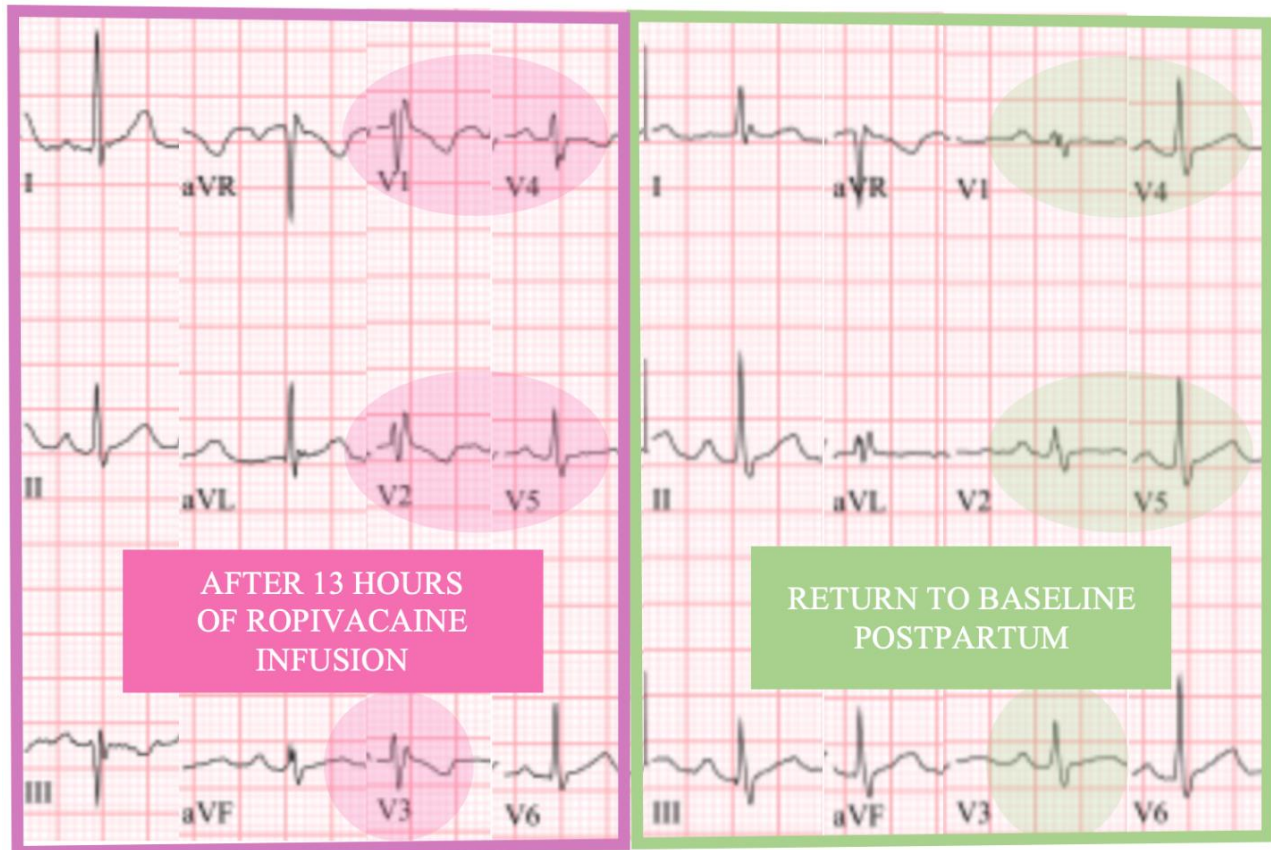 I aVR V1 V4
II aVL V2 V5
AFTER 13 HOURS
OF ROPIVACAINE
INFUSION
III aVF V3 V6
I aVR V1 V4
II aVL V2 V5
RETURN TO BASELINE
POSTPARTUM
III aVF V3 V6